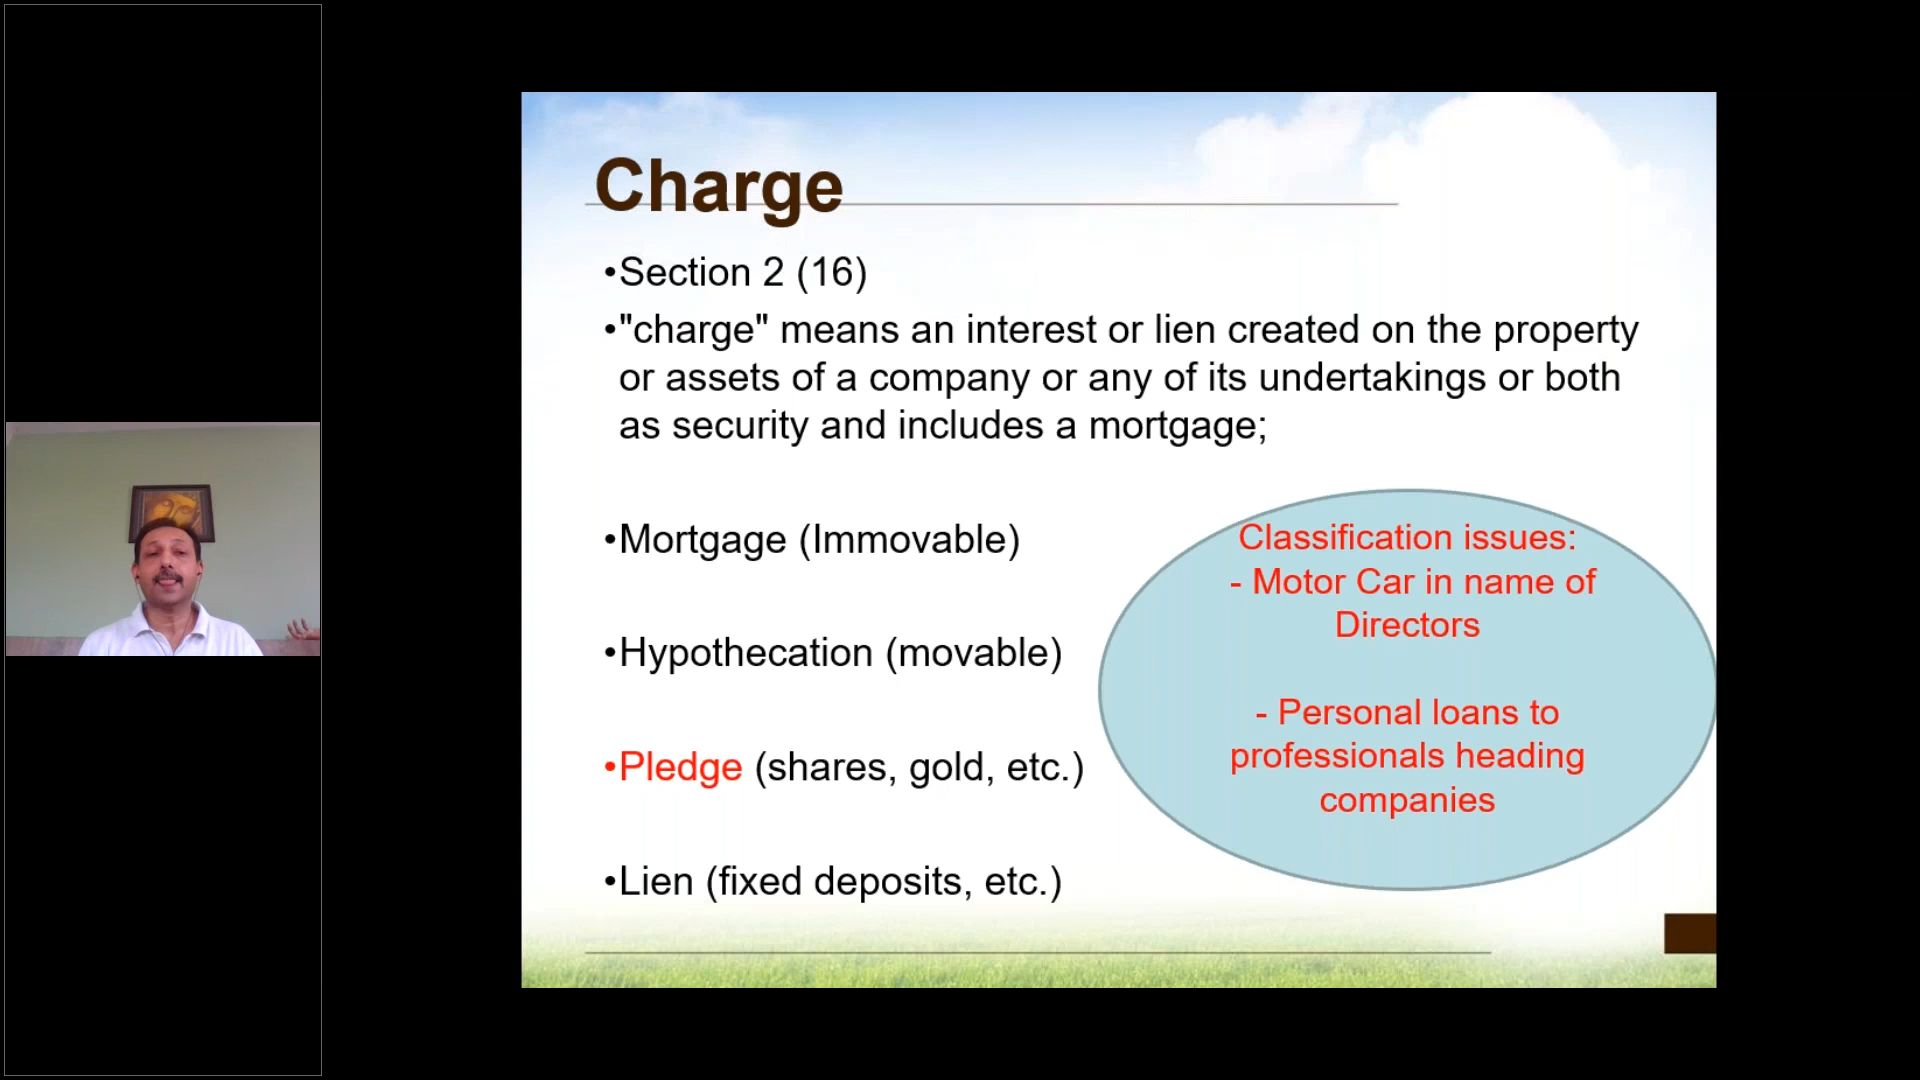 Charge
•Section 2 (16)
•"charge" means an interest or lien created on the property
or assets of a company or any of its undertakings or both
as security and includes a mortgage;
•Mortgage (Immovable)
•Hypothecation (movable)
•Pledge (shares, gold, etc.)
•Lien (fixed deposits, etc.)
Classification issues:
- Motor Car in name of
Directors
- Personal loans to
professionals heading
companies